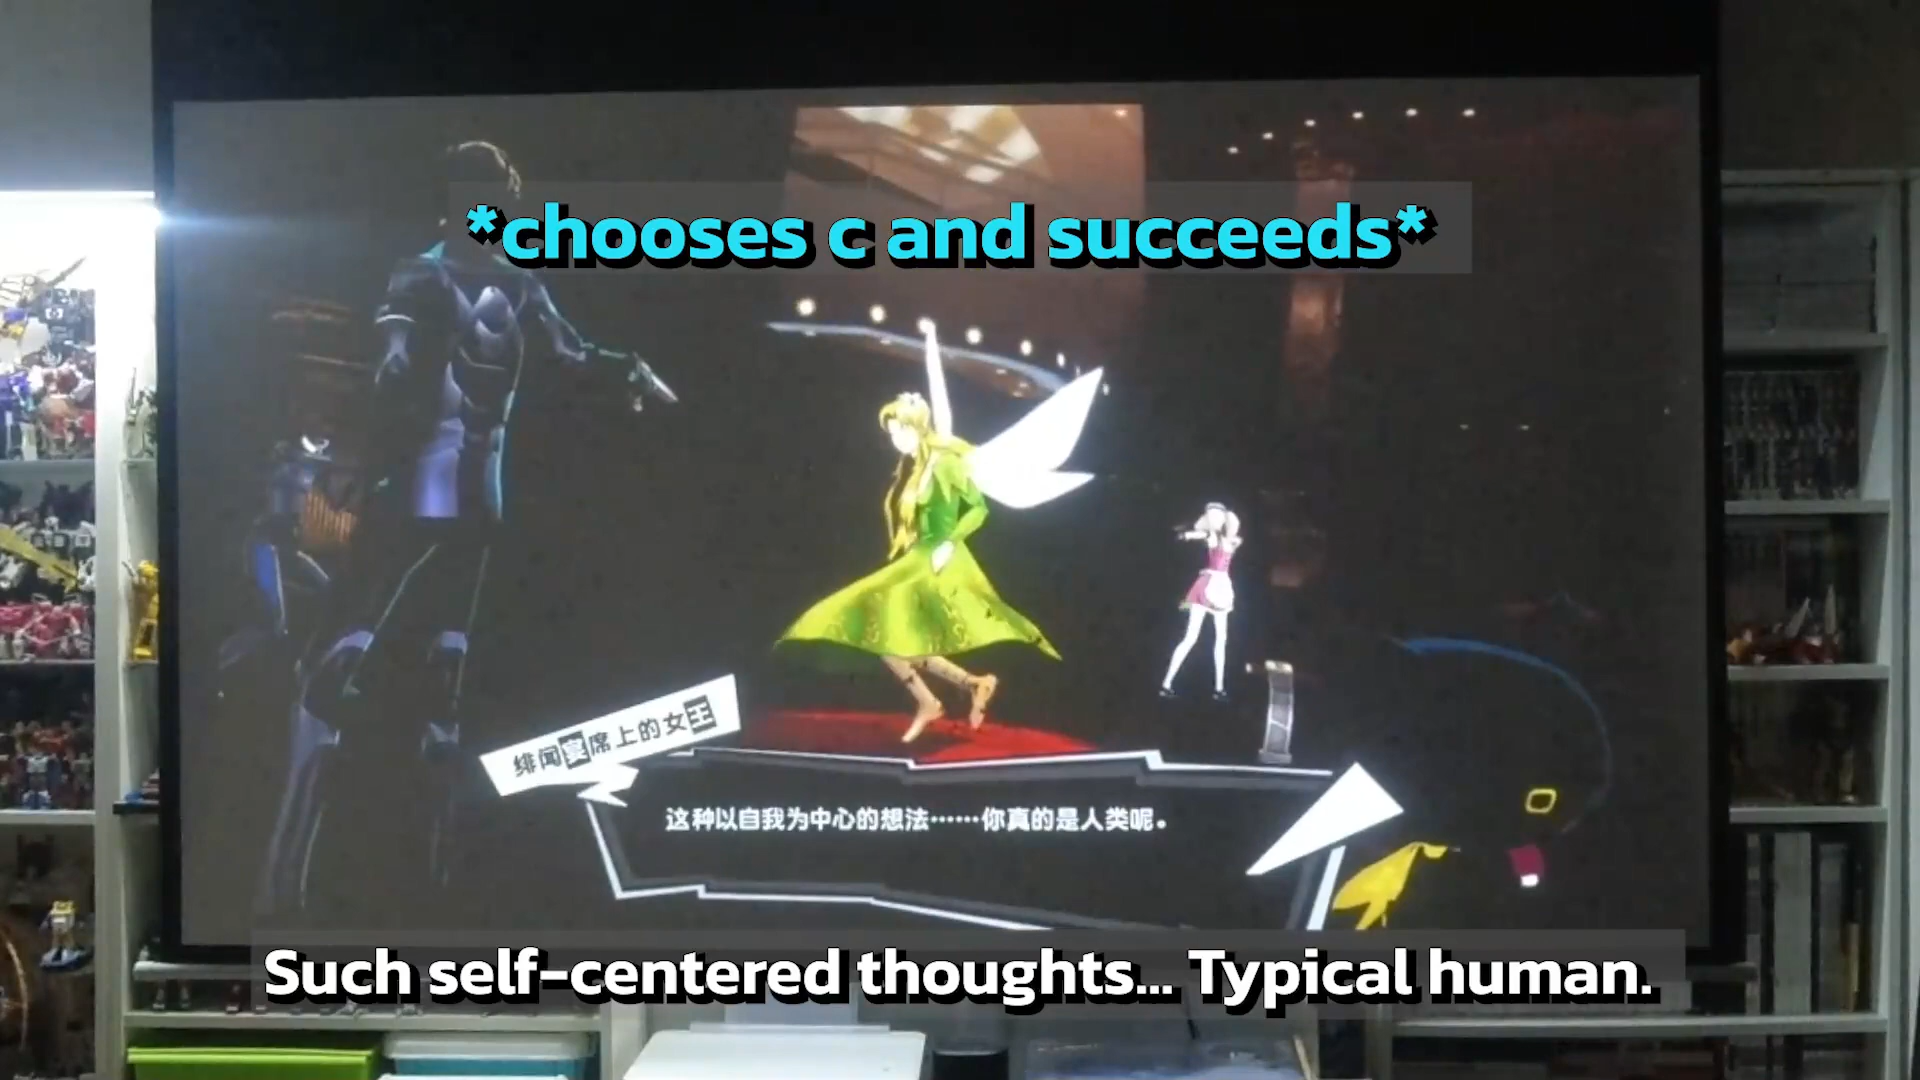 *chooses c and succeeds*
绯闻宴席上的女王
这种以自我为中心的想法……你真的是人类呢。
Such self-centered thoughts... Typical human.